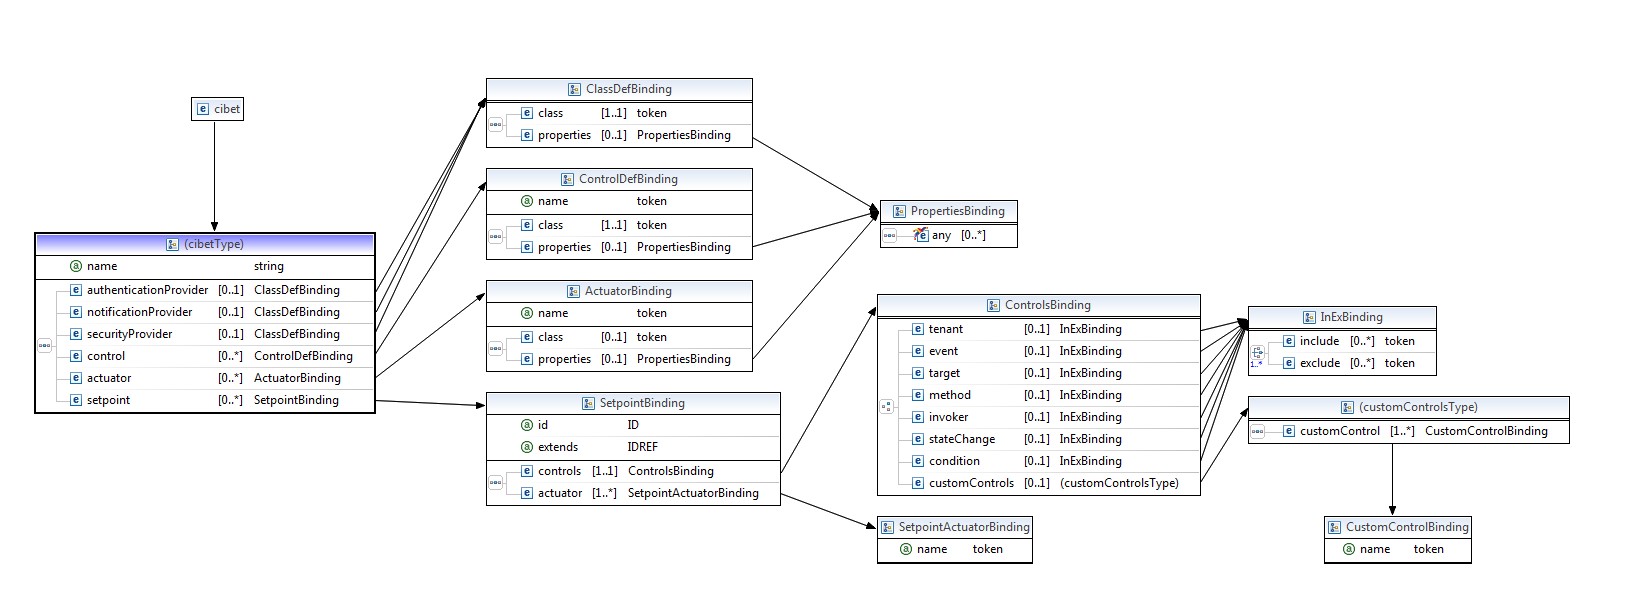 cibet
(cibetType)
name string
authenticationProvider [0..1] ClassDefBinding
notificationProvider [0..1] ClassDefBinding
securityProvider [0..1] ClassDefBinding
control [0..*] ControlDefBinding
actuator [0..*] ActuatorBinding
setpoint [0..*] SetpointBinding
ClassDefBinding
class [1..1] token
properties [0..1] PropertiesBinding
ControlDefBinding
name token
class [1..1] token
properties [0..1] PropertiesBinding
ActuatorBinding
name token
class [0..1] token
properties [0..1] PropertiesBinding
SetpointBinding
id ID
extends IDREF
controls [1..1] ControlsBinding
actuator [1..*] SetpointActuatorBinding
PropertiesBinding
any [0..*]
ControlsBinding
tenant [0..1] InExBinding
event [0..1] InExBinding
target [0..1] InExBinding
method [0..1] InExBinding
invoker [0..1] InExBinding
stateChange [0..1] InExBinding
condition [0..1] InExBinding
customControls [0..1] (customControlsType)
SetpointActuatorBinding
name token
InExBinding
include [0..*] token
exclude [0..*] token
1..*
(customControlsType)
customControl [1..*] CustomControlBinding
CustomControlBinding
name token